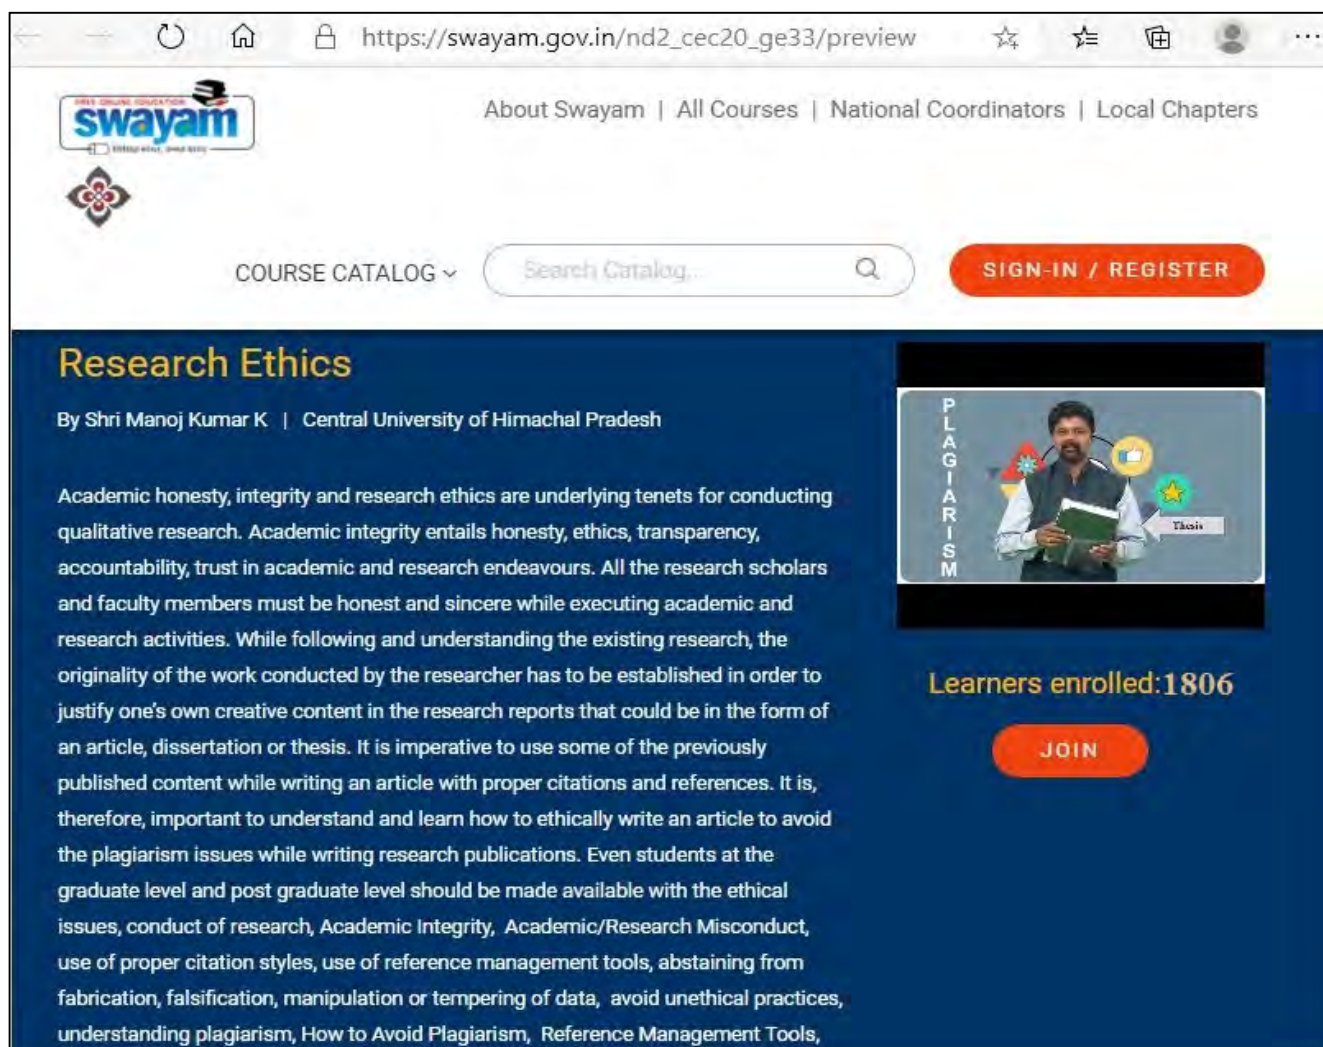 https://swayam.gov.in/nd2_cec20_ge33/preview
FREE ONLINE EDUCATION
swayam
About Swayam | All Courses | National Coordinators | Local Chapters
COURSE CATALOG
Search Catalog...
SIGN-IN / REGISTER
Research Ethics
By Shri Manoj Kumar K | Central University of Himachal Pradesh
Academic honesty, integrity and research ethics are underlying tenets for conducting
qualitative research. Academic integrity entails honesty, ethics, transparency,
accountability, trust in academic and research endeavours. All the research scholars
and faculty members must be honest and sincere while executing academic and
research activities. While following and understanding the existing research, the
originality of the work conducted by the researcher has to be established in order to
justify one's own creative content in the research reports that could be in the form of
an article, dissertation or thesis. It is imperative to use some of the previously
published content while writing an article with proper citations and references. It is,
therefore, important to understand and learn how to ethically write an article to avoid
the plagiarism issues while writing research publications. Even students at the
graduate level and post graduate level should be made available with the ethical
issues, conduct of research, Academic Integrity, Academic/Research Misconduct,
use of proper citation styles, use of reference management tools, abstaining from
fabrication, falsification, manipulation or tempering of data, avoid unethical practices,
understanding plagiarism, How to Avoid Plagiarism, Reference Management Tools,
PLAGIARISM
Thesis
Learners enrolled:1806
JOIN